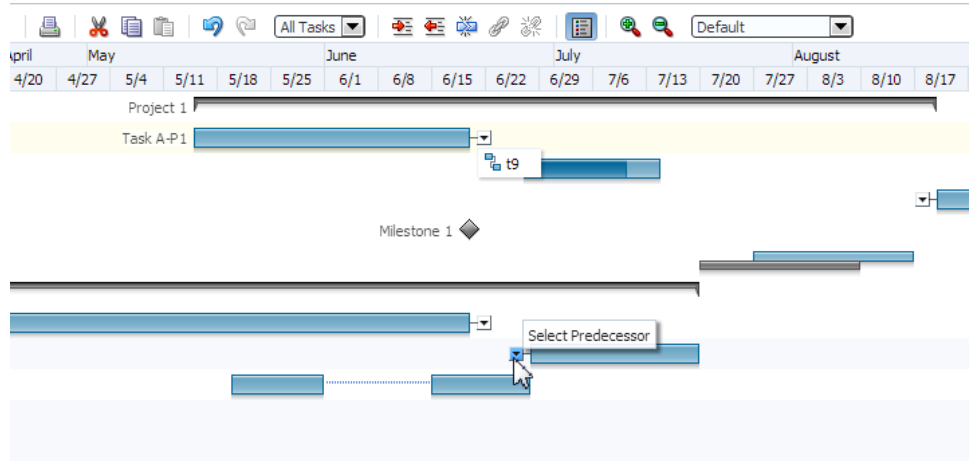 All Tasks Default
April May June July August
4/20 4/27 5/4 5/11 5/18 5/25 6/1 6/8 6/15 6/22 6/29 7/6 7/13 7/20 7/27 8/3 8/10 8/17
Project 1
Task A-P1
t9
Milestone 1
Select Predecessor